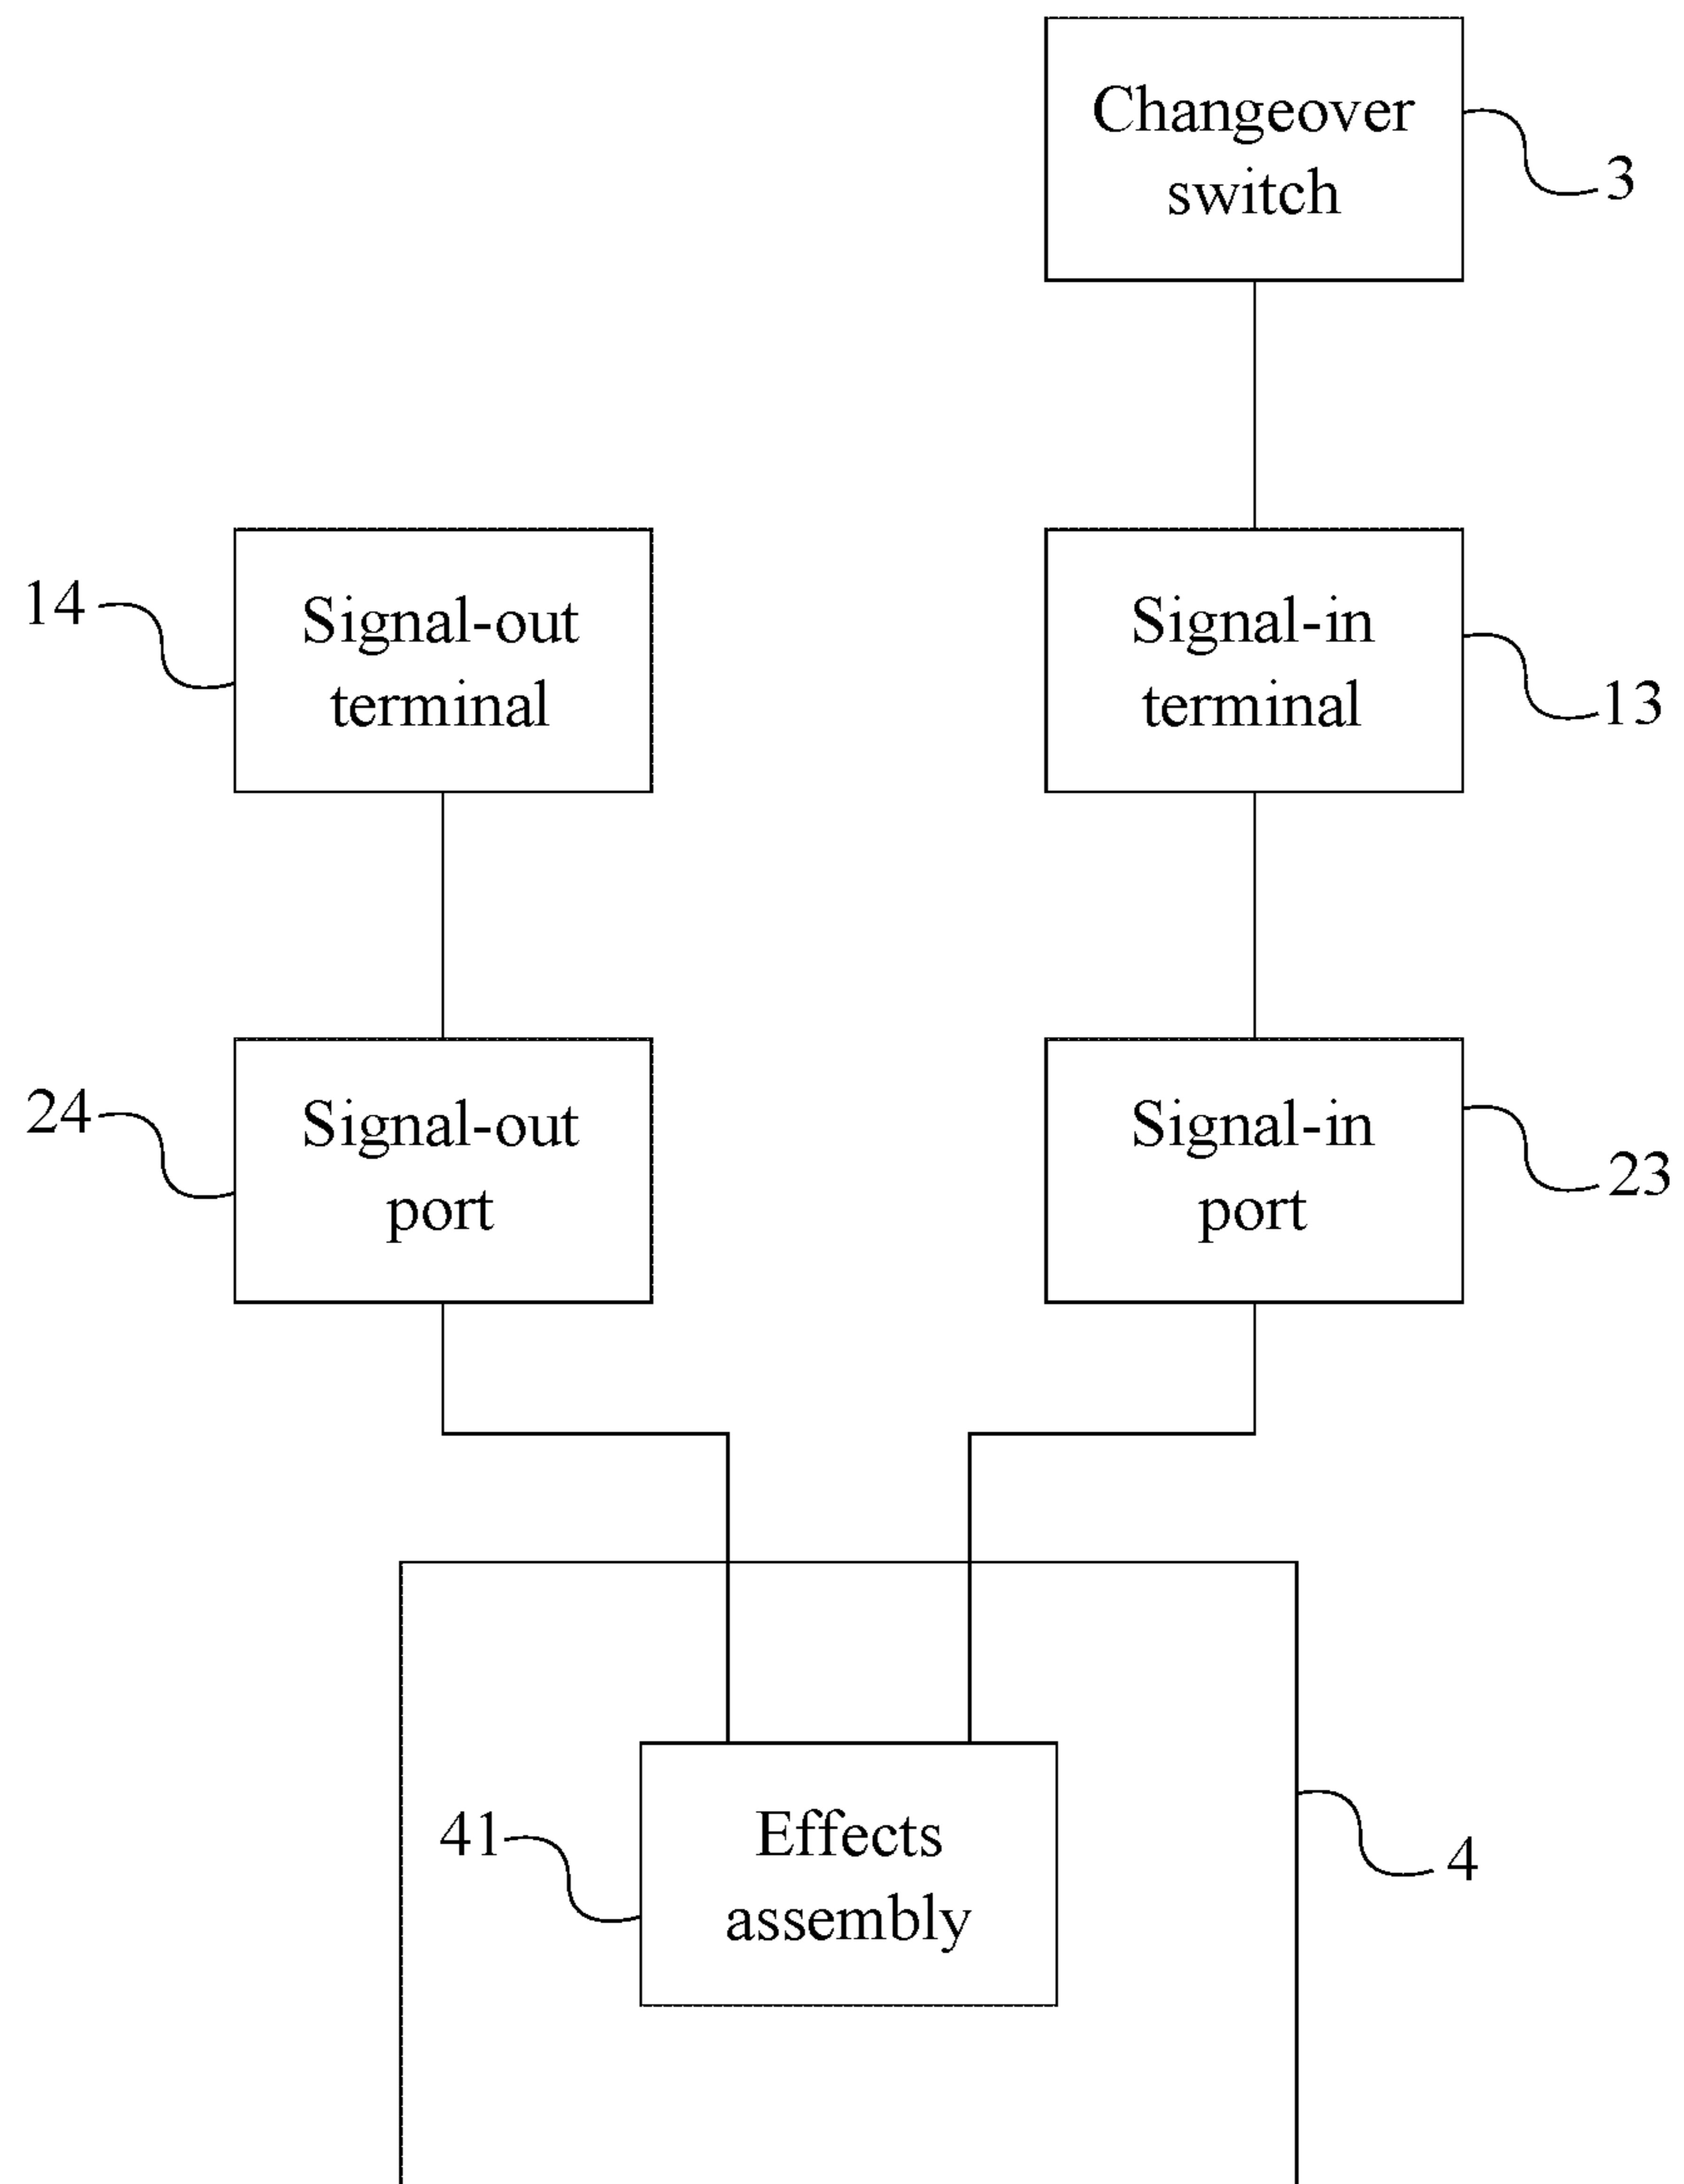 Changeover
switch
3
14
Signal-out
terminal
Signal-in
terminal
13
24
Signal-out
port
Signal-in
port
23
41
Effects
assembly
4